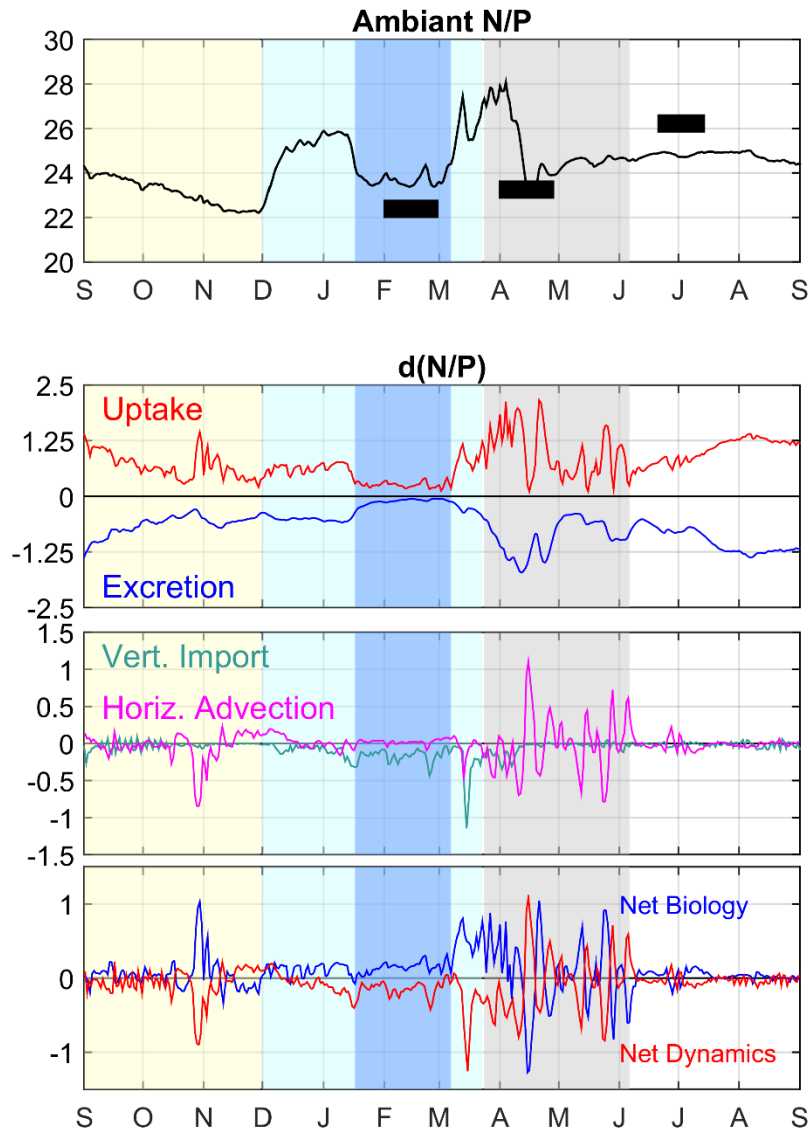 Ambiant N/P
30
28
26
24
22
20
S O N D J F M A M J J A S
d(N/P)
2.5
1.25
0
-1.25
-2.5
Uptake
Excretion
1.5
1
0.5
0
-0.5
-1
-1.5
Vert. Import
Horiz. Advection
1
0
-1
Net Biology
Net Dynamics
S O N D J F M A M J J A S